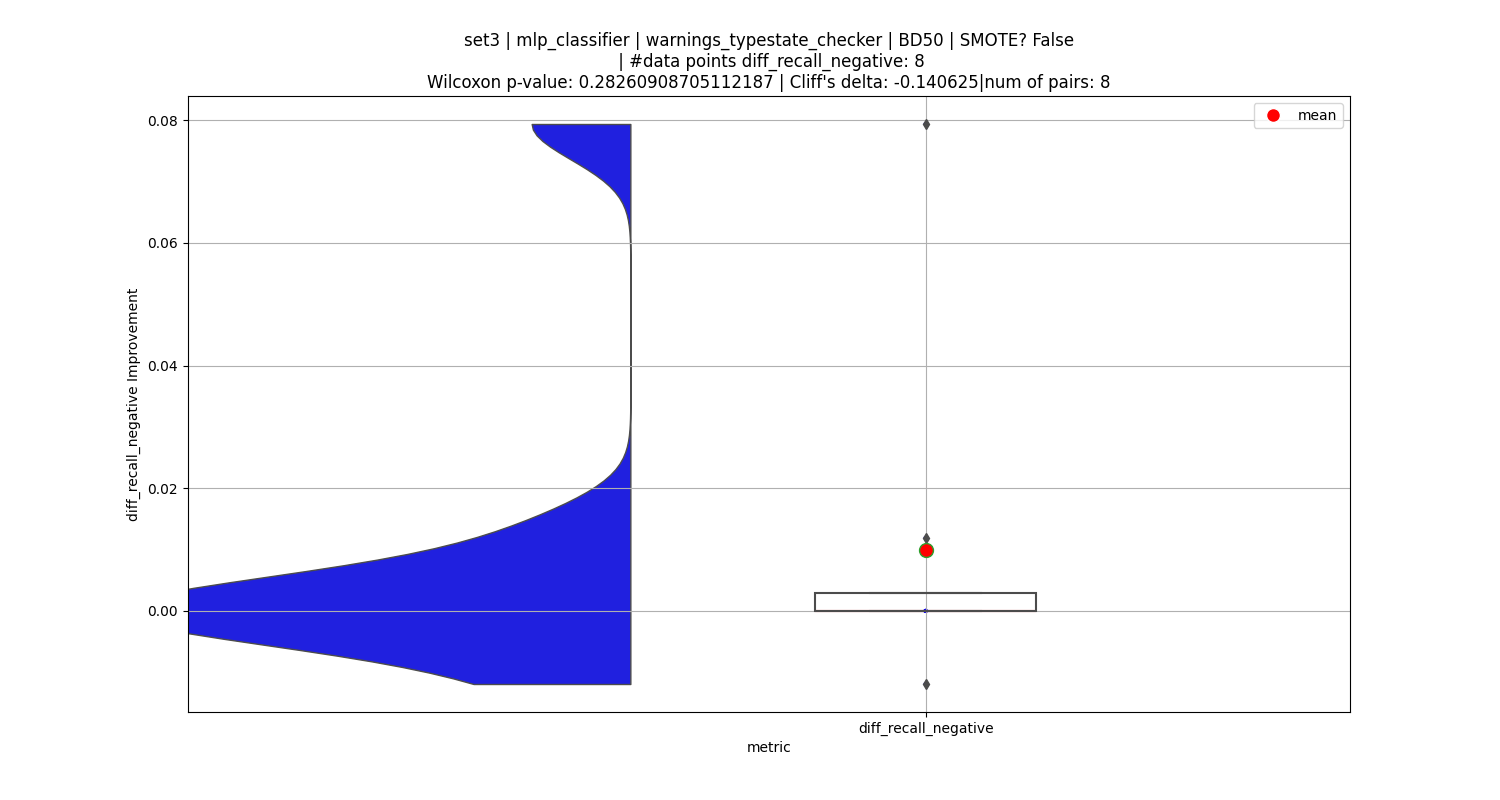 set3 | mlp_classifier | warnings_typestate_checker | BD50 | SMOTE? False
| #data points diff_recall_negative: 8
Wilcoxon p-value: 0.28260908705112187 | Cliff's delta: -0.140625|num of pairs: 8
mean
0.08
0.06
0.04
0.02
0.00
diff_recall_negative Improvement
diff_recall_negative
metric